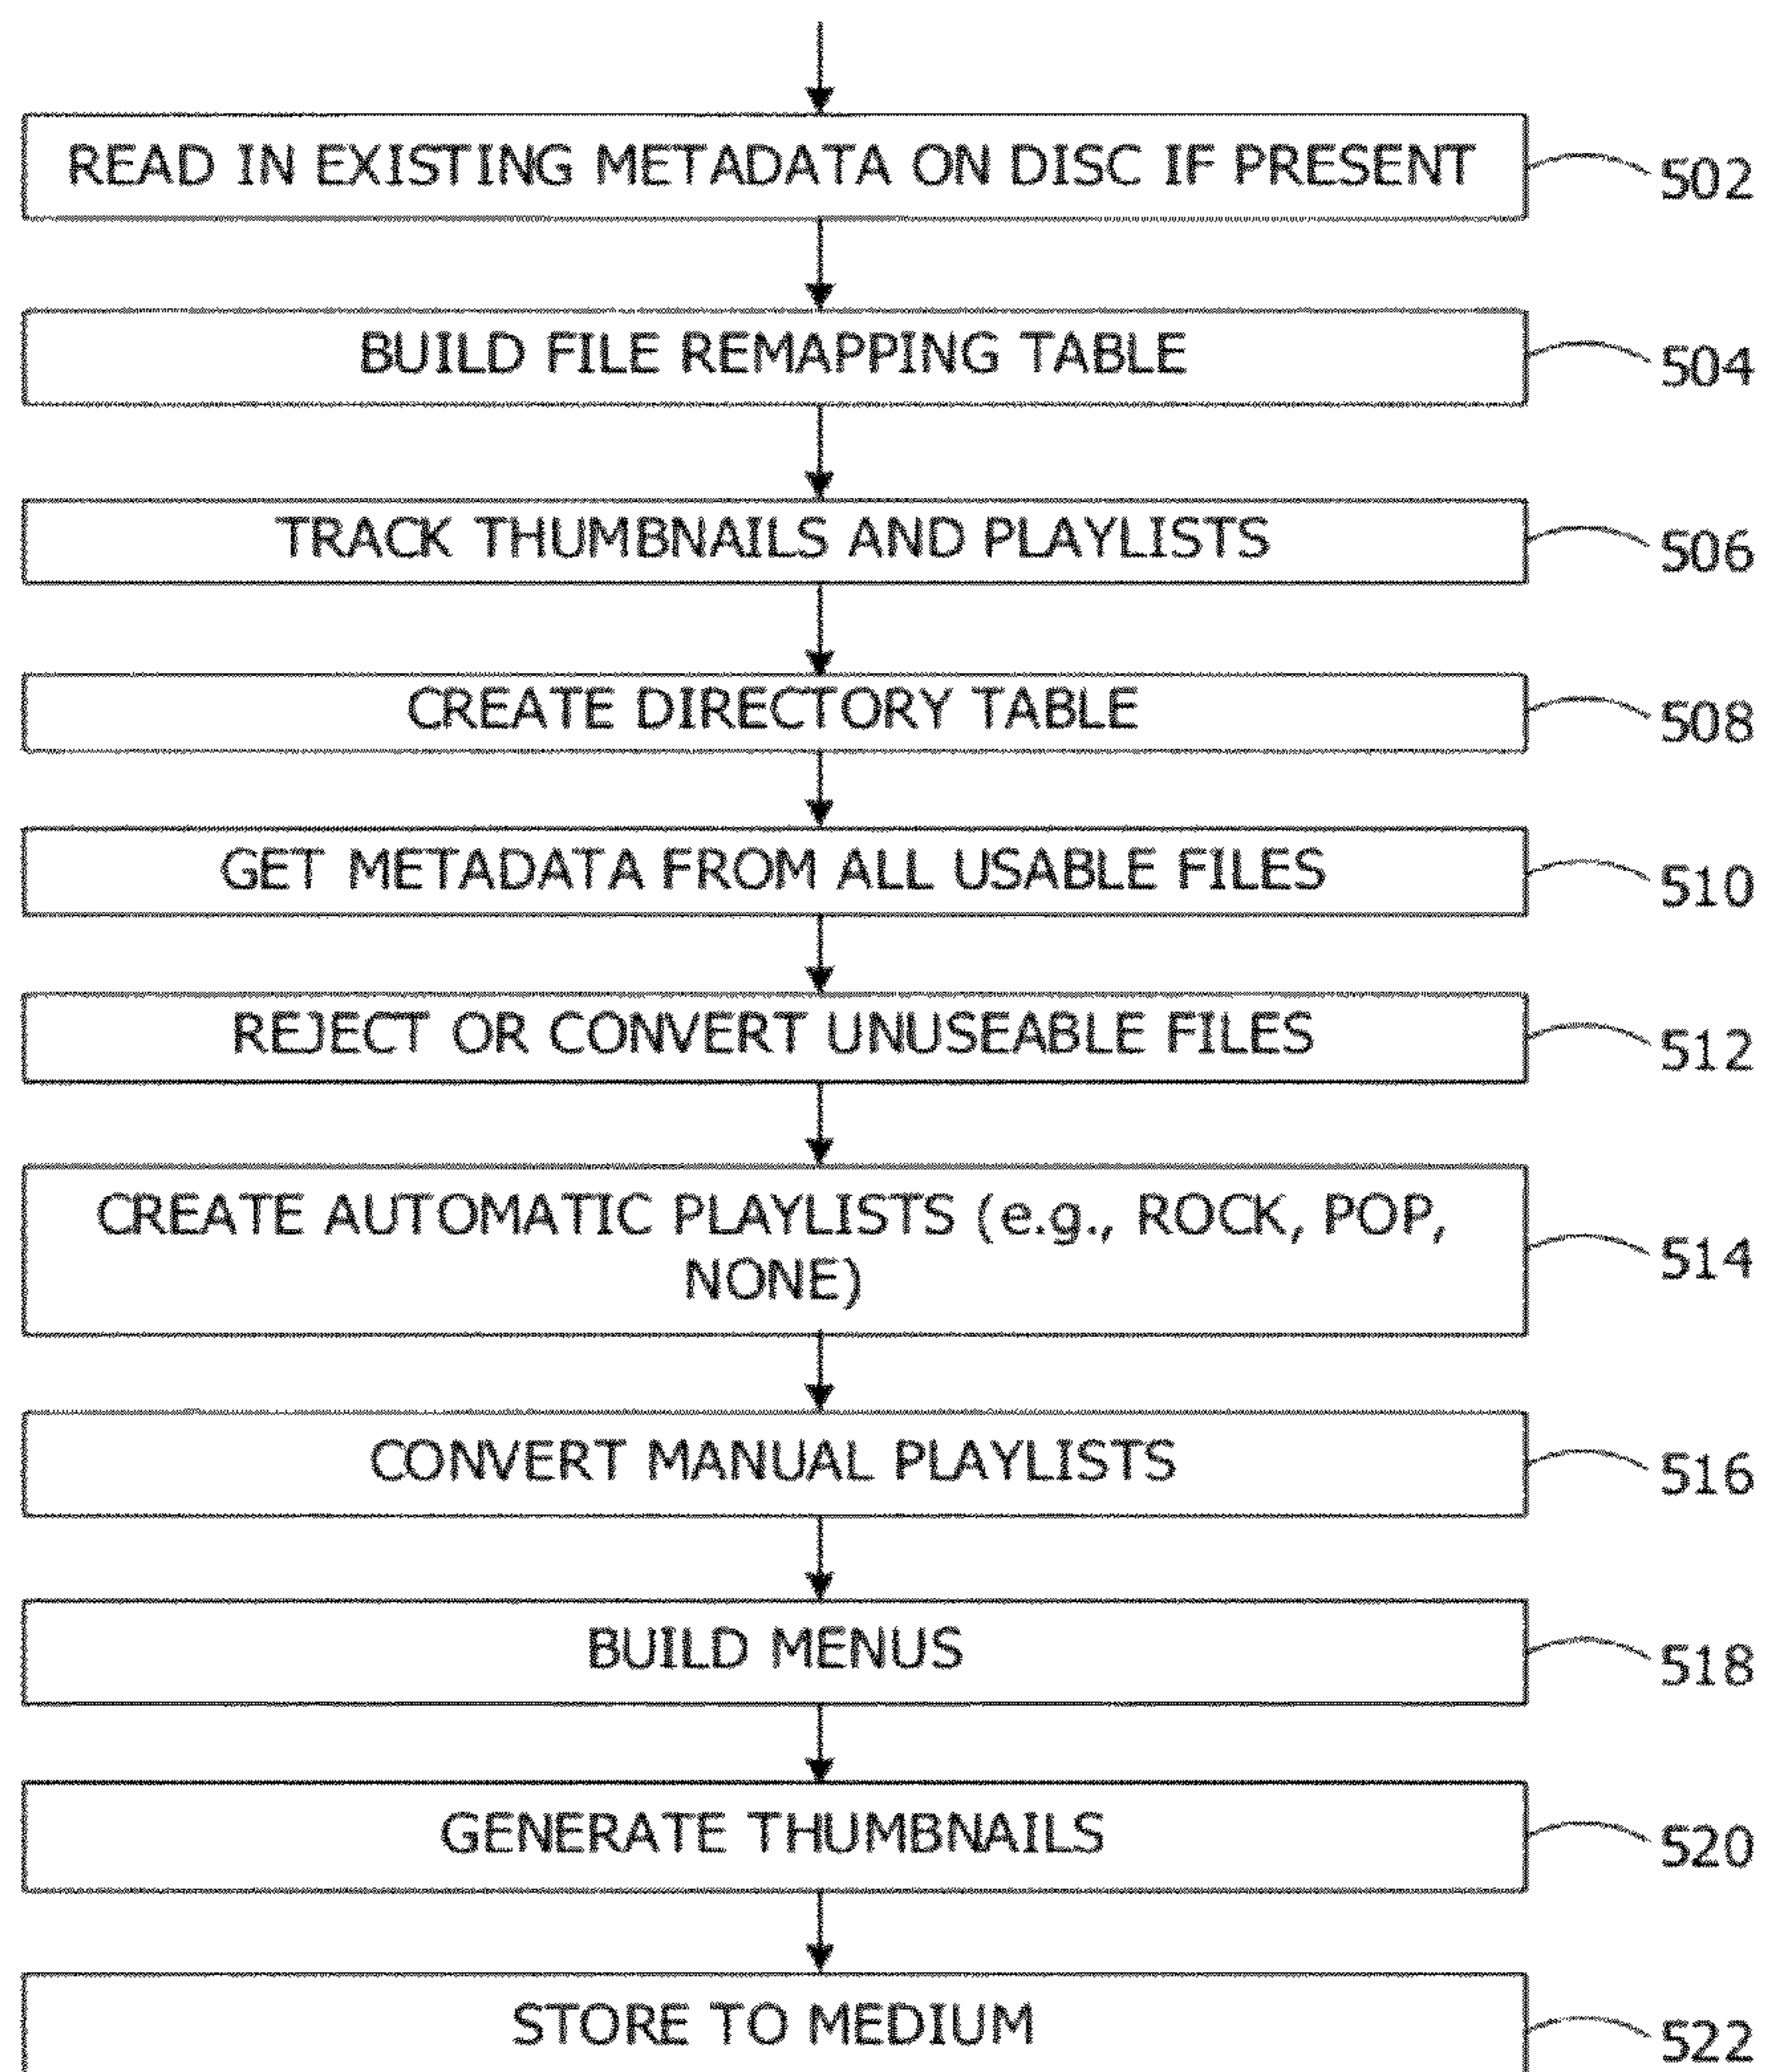 READ IN EXISTING METADATA ON DISC IF PRESENT
502
BUILD FILE REMAPPING TABLE
504
TRACK THUMBNAILS AND PLAYLISTS
506
CREATE DIRECTORY TABLE
508
GET METADATA FROM ALL USABLE FILES
510
REJECT OR CONVERT UNUSEABLE FILES
512
CREATE AUTOMATIC PLAYLISTS (e.g., ROCK, POP,
NONE)
514
CONVERT MANUAL PLAYLISTS
516
BUILD MENUS
518
GENERATE THUMBNAILS
520
STORE TO MEDIUM
522